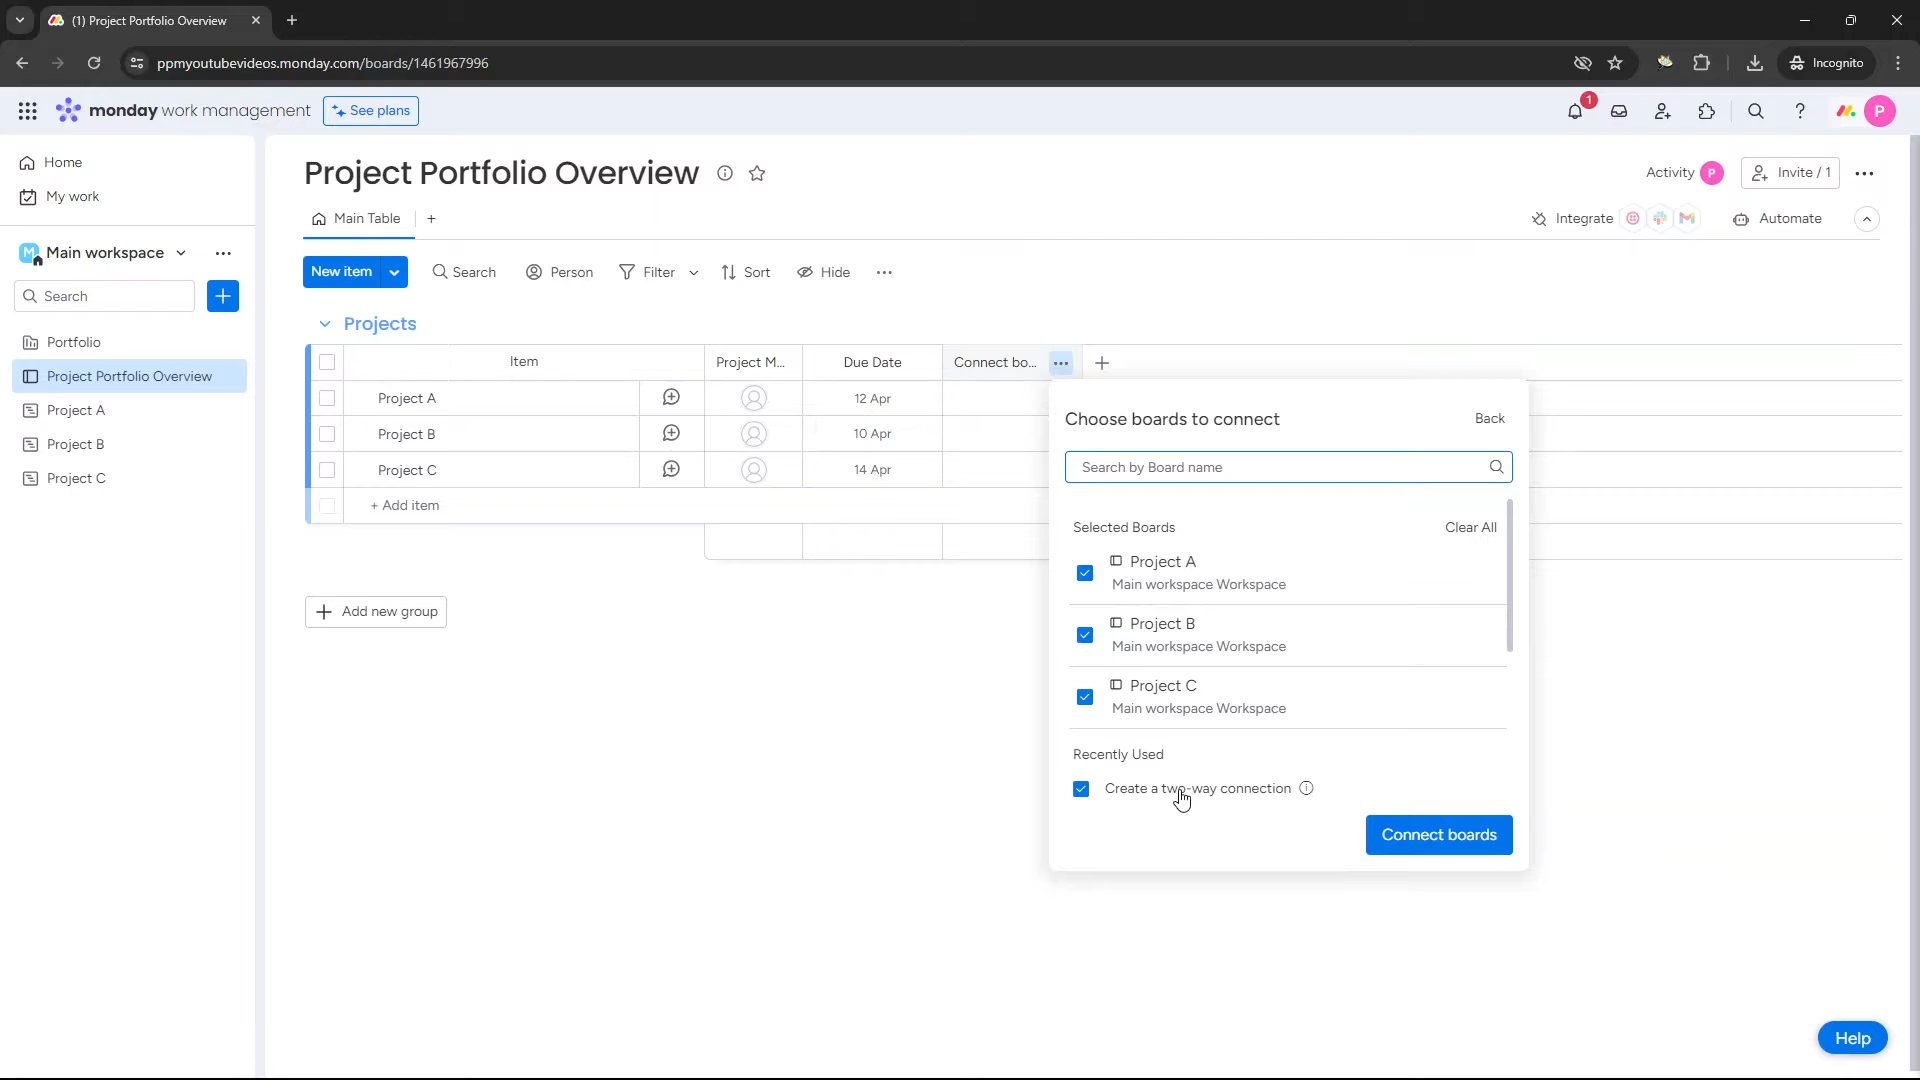 (1) Project Portfolio Overview
ppmyoutubevideos.monday.com/boards/1461967996
Incognito
monday work management
See plans
1
P
Home
My work
M
Main workspace
Search
Portfolio
Project Portfolio Overview
Project A
Project B
Project C
Project Portfolio Overview
Activity
P
Invite / 1
Main Table
Integrate
Automate
New item
Search
Person
Filter
Sort
Hide
Projects
Item
Project M...
Due Date
Connect bo...
Project A
12 Apr
Project B
10 Apr
Project C
14 Apr
+ Add item
Add new group
Choose boards to connect
Back
Search by Board name
Selected Boards
Clear All
Project A
Main workspace Workspace
Project B
Main workspace Workspace
Project C
Main workspace Workspace
Recently Used
Create a two-way connection
Connect boards
Help